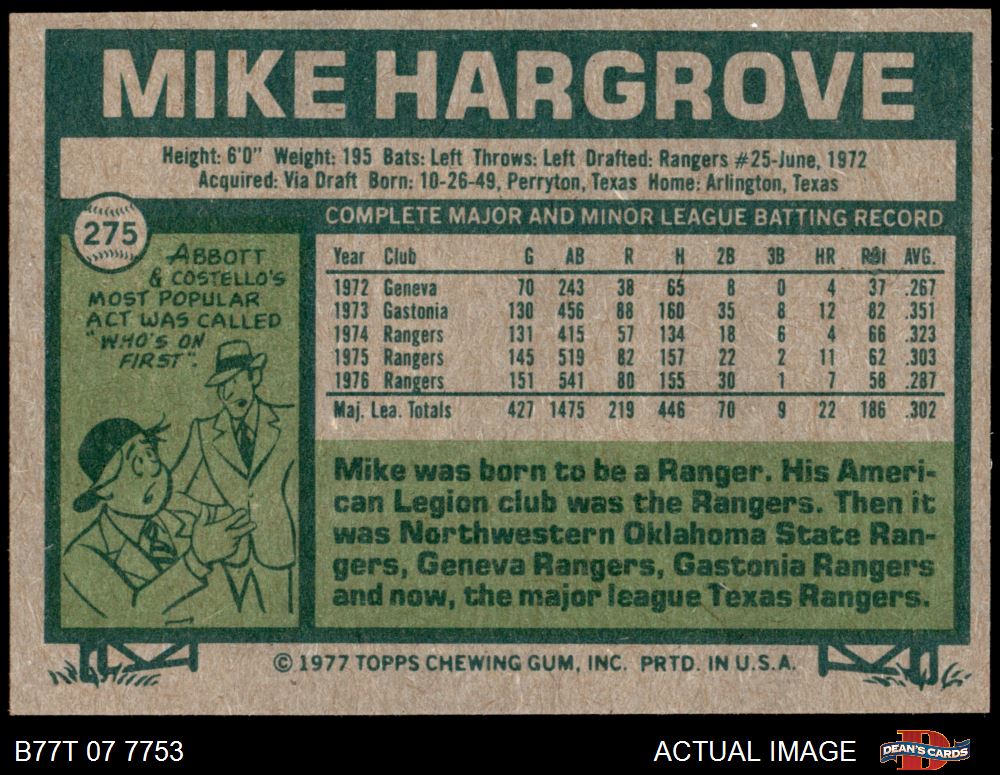 MIKE HARGROVE
Height: 6'0" Weight: 195 Bats: Left Throws: Left Drafted: Rangers #25-June, 1972
Acquired: Via Draft Born: 10-26-49, Perryton, Texas Home: Arlington, Texas
275
ABBOTT
& COSTELLO'S
MOST POPULAR
ACT WAS CALLED
"WHO'S ON
FIRST".
COMPLETE MAJOR AND MINOR LEAGUE BATTING RECORD
Year Club G AB R H 2B 3B HR RBI AVG.
1972 Geneva 70 243 38 65 8 0 4 37 .267
1973 Gastonia 130 456 88 160 35 8 12 82 .351
1974 Rangers 131 415 57 134 18 6 4 66 .323
1975 Rangers 145 519 82 157 22 2 11 62 .303
1976 Rangers 151 541 80 155 30 1 7 58 .287
Maj. Lea. Totals 427 1475 219 446 70 9 22 186 .302
Mike was born to be a Ranger. His Ameri-
can Legion club was the Rangers. Then it
was Northwestern Oklahoma State Ran-
gers, Geneva Rangers, Gastonia Rangers
and now, the major league Texas Rangers.
© 1977 TOPPS CHEWING GUM, INC. PRTD. IN U.S.A.
B77T 07 7753
ACTUAL IMAGE
D
DEAN'S CARDS